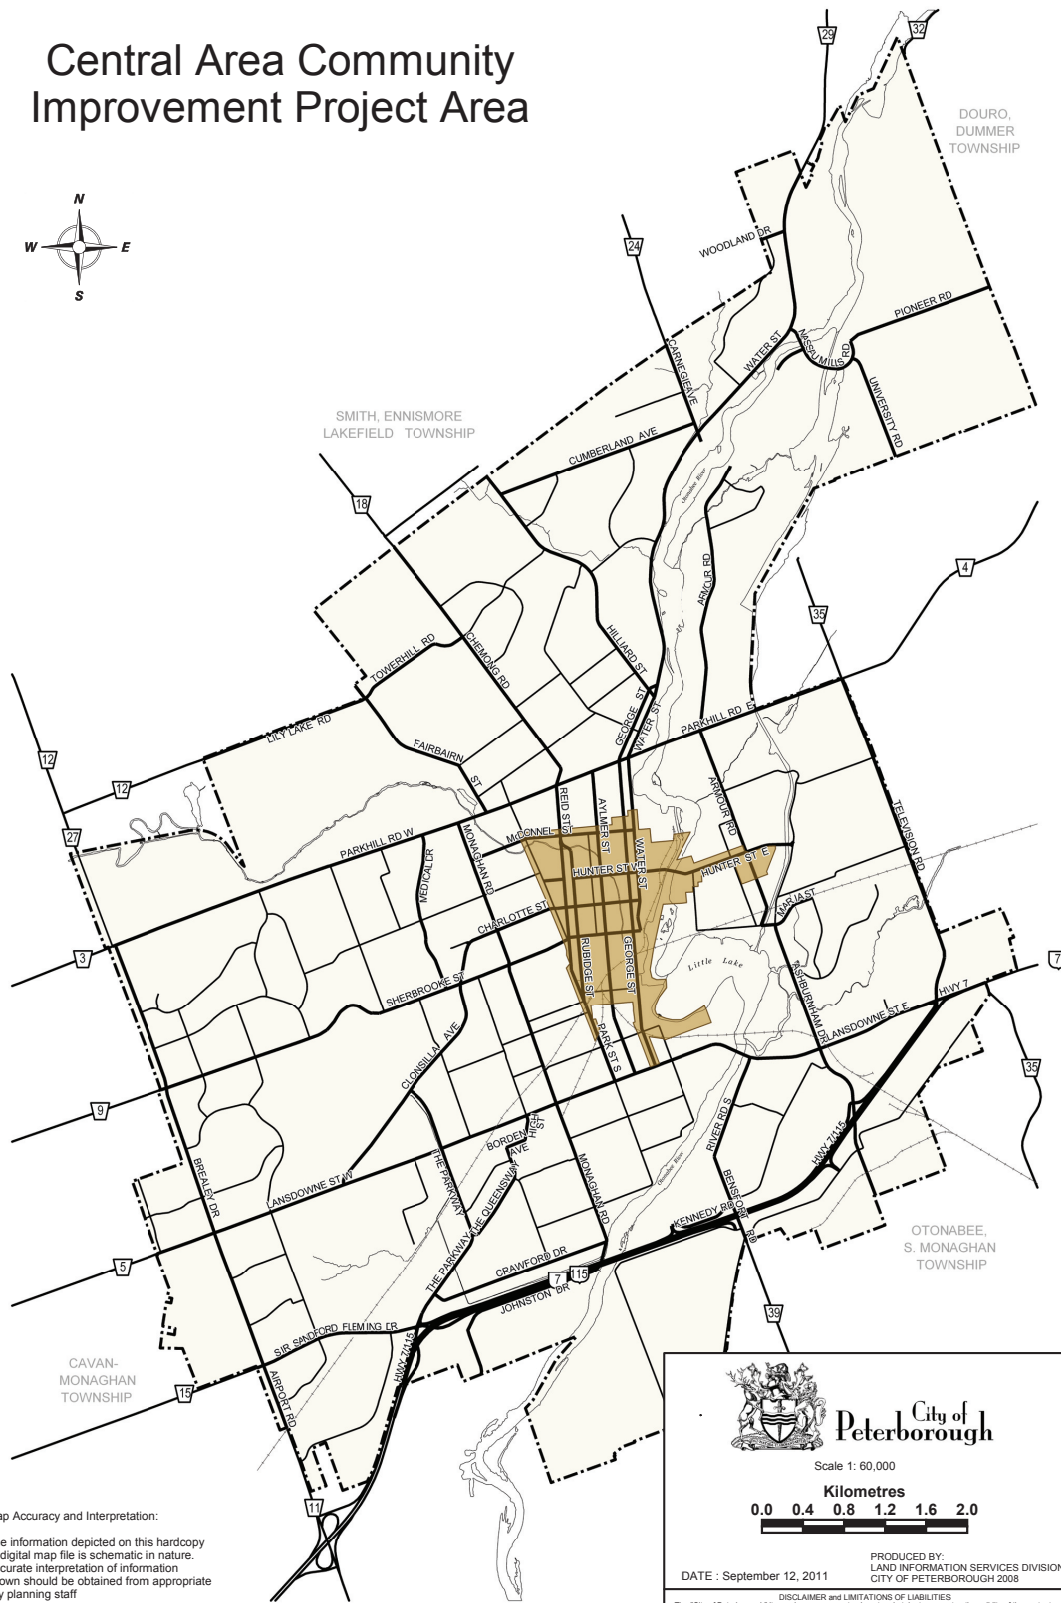 Central Area Community
Improvement Project Area
29
32
DOURO,
DUMMER
TOWNSHIP
N
W
E
S
24
WOODLAND DR
PIONEER RD
NASSAU MILLS RD
WATER ST
CARNEGIE AVE
UNIVERSITY RD
SMITH, ENNISMORE
LAKEFIELD TOWNSHIP
CUMBERLAND AVE
Otonabee River
18
4
35
ARMOUR RD
HILLIARD ST
TOWERHILL RD
CHEMONG RD
LILY LAKE RD
GEORGE ST
WATER ST
PARKHILL RD E
FAIRBAIRN
ST
12
12
27
REID ST
AYLMER ST
ARMOUR RD
TELEVISION RD
McDONNEL
ST
PARKHILL RD W
MONAGHAN RD
MEDICAL DR
WATER ST
HUNTER ST W
HUNTER ST E
MARIA ST
CHARLOTTE ST
3
RUBIDGE ST
GEORGE ST
Little Lake
ASHBURNHAM DR
7
HWY 7
SHERBROOKE ST
LANSDOWNE ST E
CLONSILLA AVE
PARK ST S
35
9
RIVER RD S
HWY 7/115
HIGH
ST
BORDEN
AVE
BREALEY DR
LANSDOWNE ST W
THE PARKWAY
THE QUEENSWAY
MONAGHAN RD
Otonabee River
BENSFORT RD
KENNEDY RD
OTONABEE,
S. MONAGHAN
TOWNSHIP
5
THE PARKWAY
CRAWFORD DR
7
115
JOHNSTON DR
39
SIR SANDFORD FLEMING DR
HWY 7/115
CAVAN-
MONAGHAN
TOWNSHIP
15
AIRPORT RD
11
City of
Peterborough
Scale 1: 60,000
Kilometres
0.0 0.4 0.8 1.2 1.6 2.0
ap Accuracy and Interpretation:
e information depicted on this hardcopy
digital map file is schematic in nature.
curate interpretation of information
own should be obtained from appropriate
y planning staff
PRODUCED BY:
LAND INFORMATION SERVICES DIVISION
CITY OF PETERBOROUGH 2008
DATE : September 12, 2011
DISCLAIMER and LIMITATIONS OF LIABILITIES